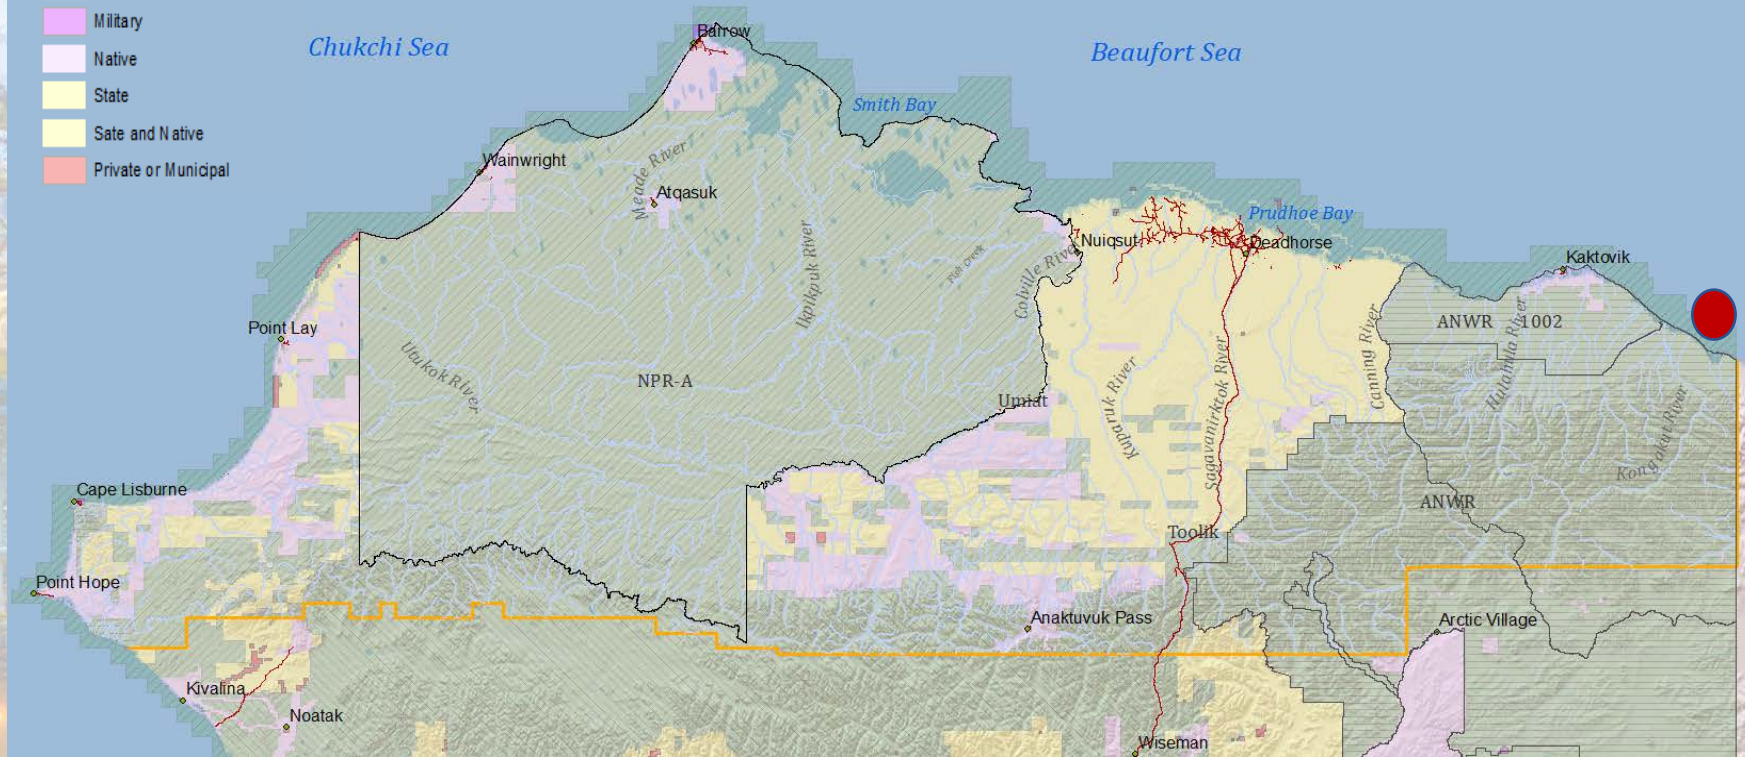 Military
Native
State
Sate and Native
Private or Municipal
Chukchi Sea
Beaufort Sea
Barrow
Smith Bay
Wainwright
Meade River
Atqasuk
Prudhoe Bay
Nuiqsut
Deadhorse
Kaktovik
Ikpikpuk River
Fish Creek
Colville River
Point Lay
Utukok River
NPR-A
Umiat
Kuparuk River
Sagavanirktok River
Canning River
ANWR 1002
Hulahula River
Kongakut River
Cape Lisburne
ANWR
Toolik
Point Hope
Anaktuvuk Pass
Arctic Village
Kivalina
Noatak
Wiseman